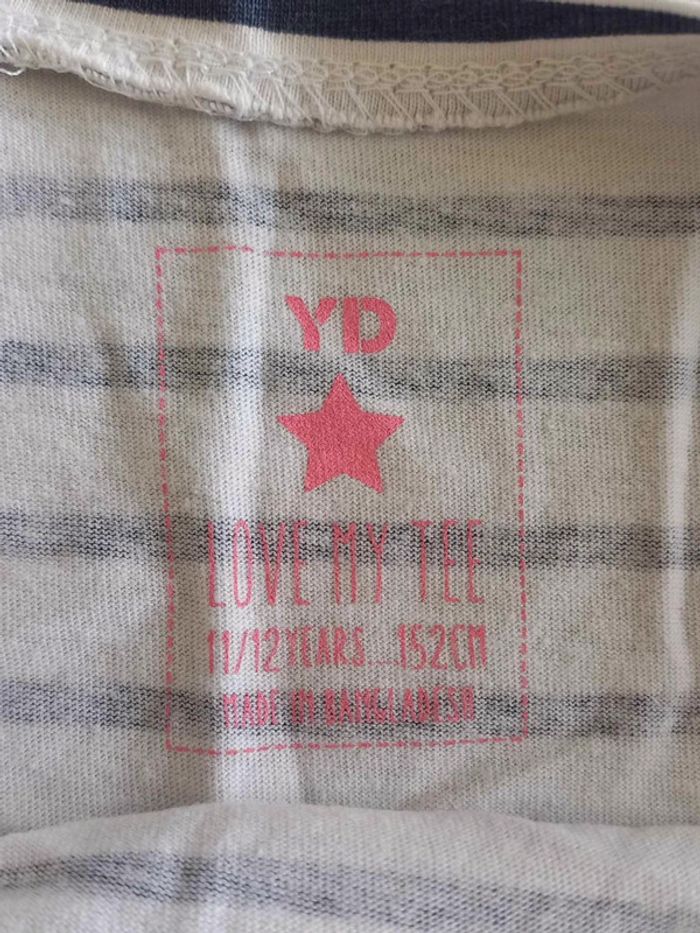 YD
LOVE MY TEE
11/12 YEARS....152CM
MADE IN BANGLADESH